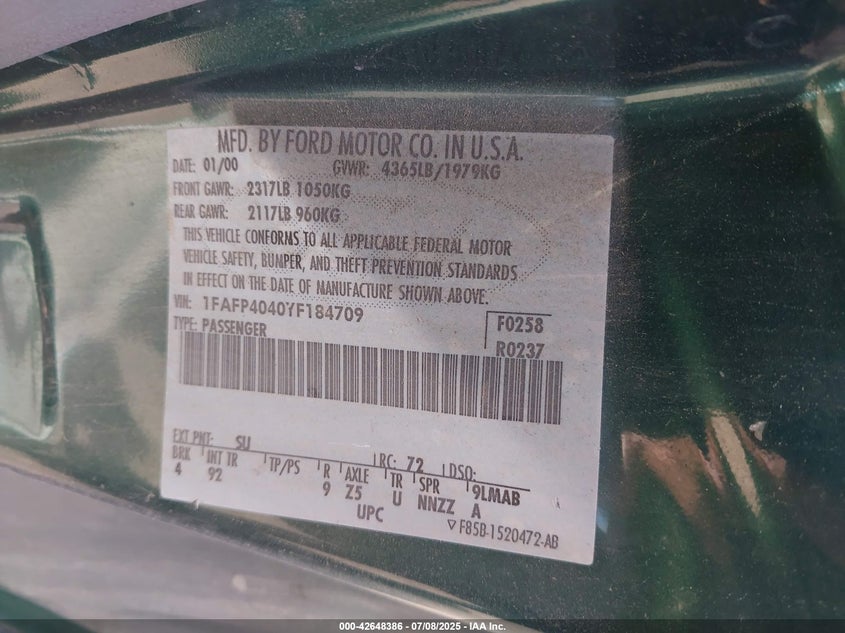 MFD. BY FORD MOTOR CO. IN U.S.A.
DATE: 01/00 GVWR: 4365LB/1979KG
FRONT GAWR: 2317LB 1050KG
REAR GAWR: 2117LB 960KG
THIS VEHICLE CONFORMS TO ALL APPLICABLE FEDERAL MOTOR
VEHICLE SAFETY, BUMPER, AND THEFT PREVENTION STANDARDS
IN EFFECT ON THE DATE OF MANUFACTURE SHOWN ABOVE.
VIN: 1FAFP4040YF184709 F0258
TYPE: PASSENGER R0237
EXT PNT: SU RC: 72 DSO:
BRK INT TR TP/PS R AXLE TR SPR 9LMAB
4 92 9 Z5 U NNZZ A
UPC
▽F85B-1520472-AB
000-42648386 - 07/08/2025 - IAA Inc.